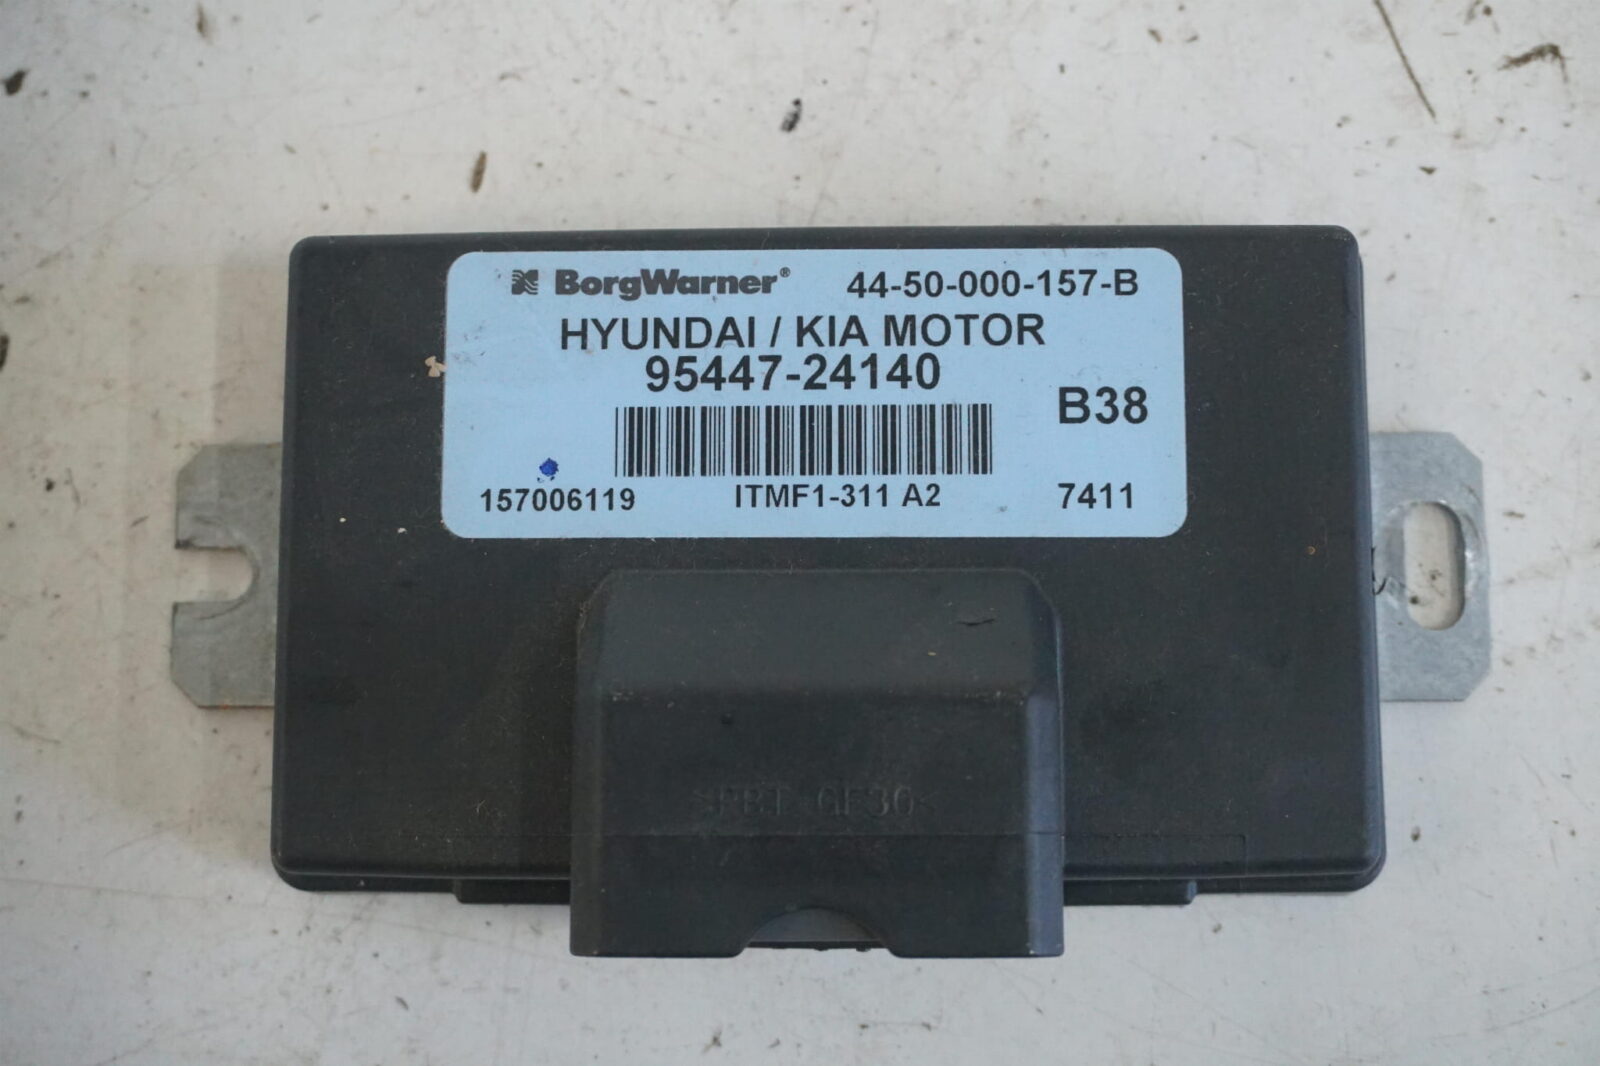 BorgWarner® 44-50-000-157-B
HYUNDAI / KIA MOTOR
95447-24140
B38
157006119 ITMF1-311 A2 7411
>PBT GF30<